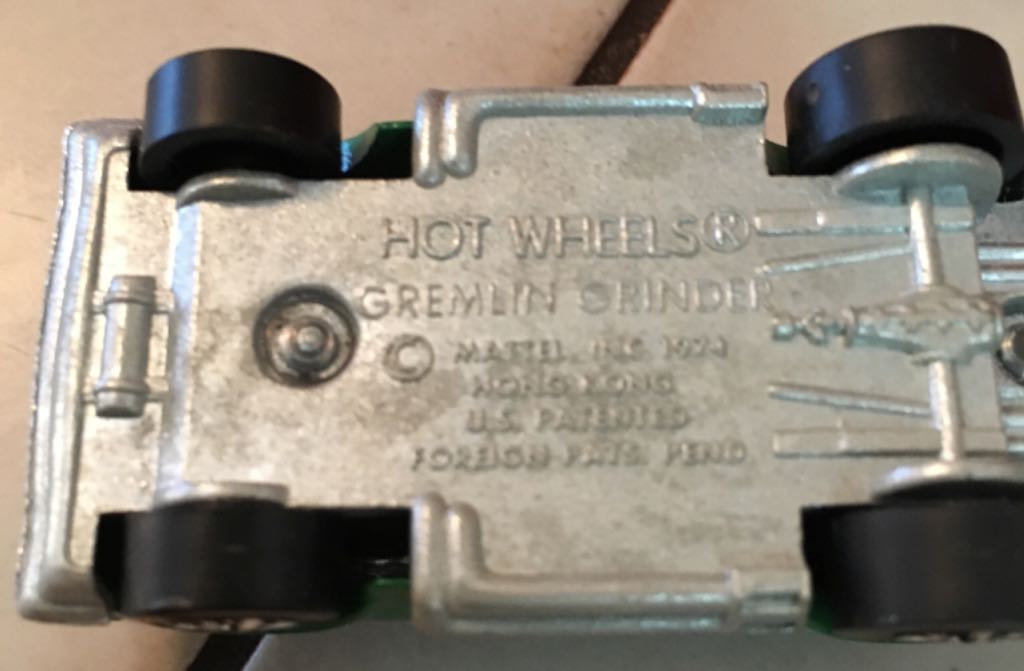 HOT WHEELS®
GREMLIN GRINDER
© MATTEL, INC. 1974
HONG KONG
U.S. PATENTED
FOREIGN PATS. PEND